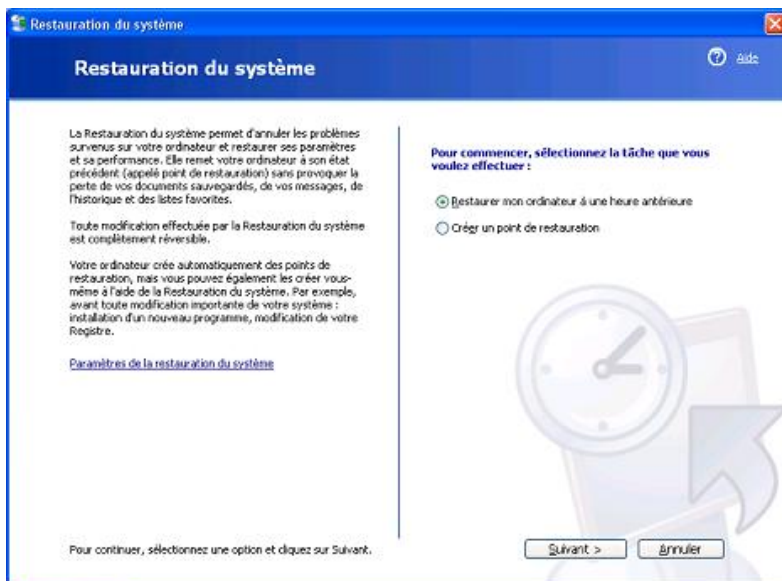 Restauration du système
Restauration du système
Aide
La Restauration du système permet d'annuler les problèmes
survenus sur votre ordinateur et restaurer ses paramètres
et sa performance. Elle remet votre ordinateur à son état
précédent (appelé point de restauration) sans provoquer la
perte de vos documents sauvegardés, de vos messages, de
l'historique et des listes favorites.
Toute modification effectuée par la Restauration du système
est complètement réversible.
Votre ordinateur crée automatiquement des points de
restauration, mais vous pouvez également les créer vous-
même à l'aide de la Restauration du système. Par exemple,
avant toute modification importante de votre système :
installation d'un nouveau programme, modification de votre
Registre.
Paramètres de la restauration du système
Pour commencer, sélectionnez la tâche que vous
voulez effectuer :
Restaurer mon ordinateur á une heure antérieure
Créer un point de restauration
Pour continuer, sélectionnez une option et cliquez sur Suivant.
Suivant >
Annuler